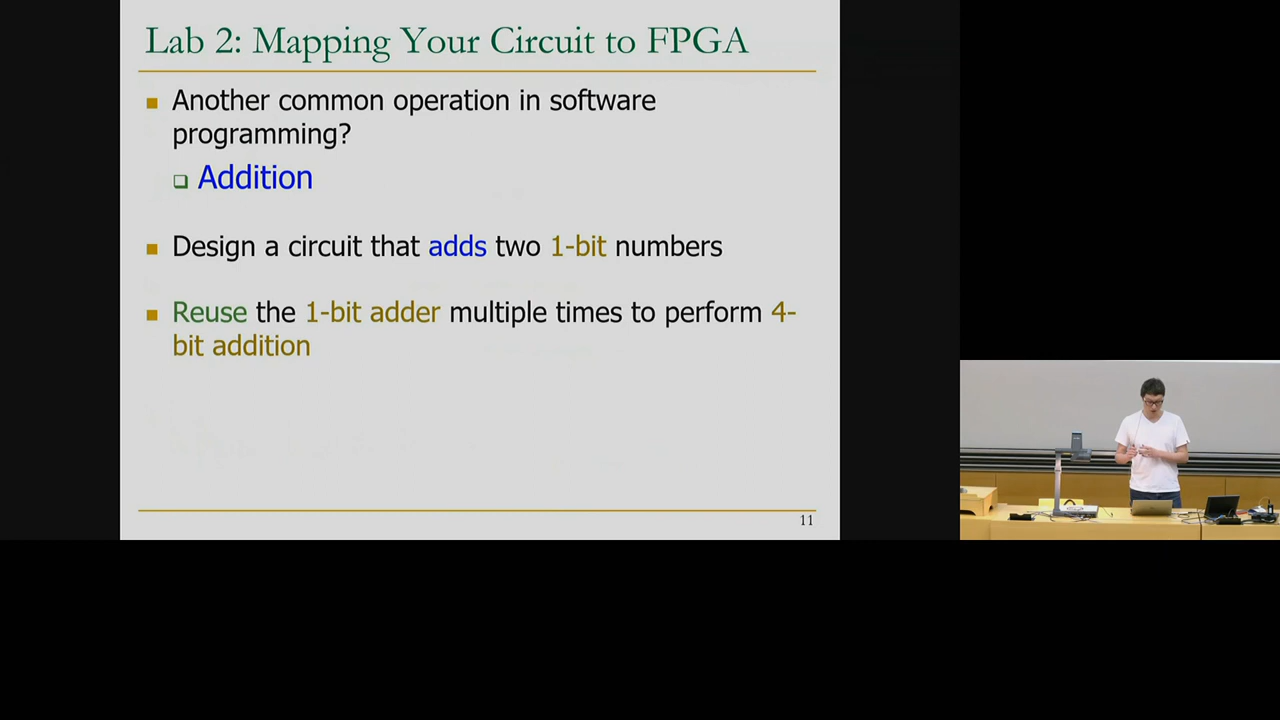 Lab 2: Mapping Your Circuit to FPGA
Another common operation in software
programming?
Addition
Design a circuit that adds two 1-bit numbers
Reuse the 1-bit adder multiple times to perform 4-
bit addition
11